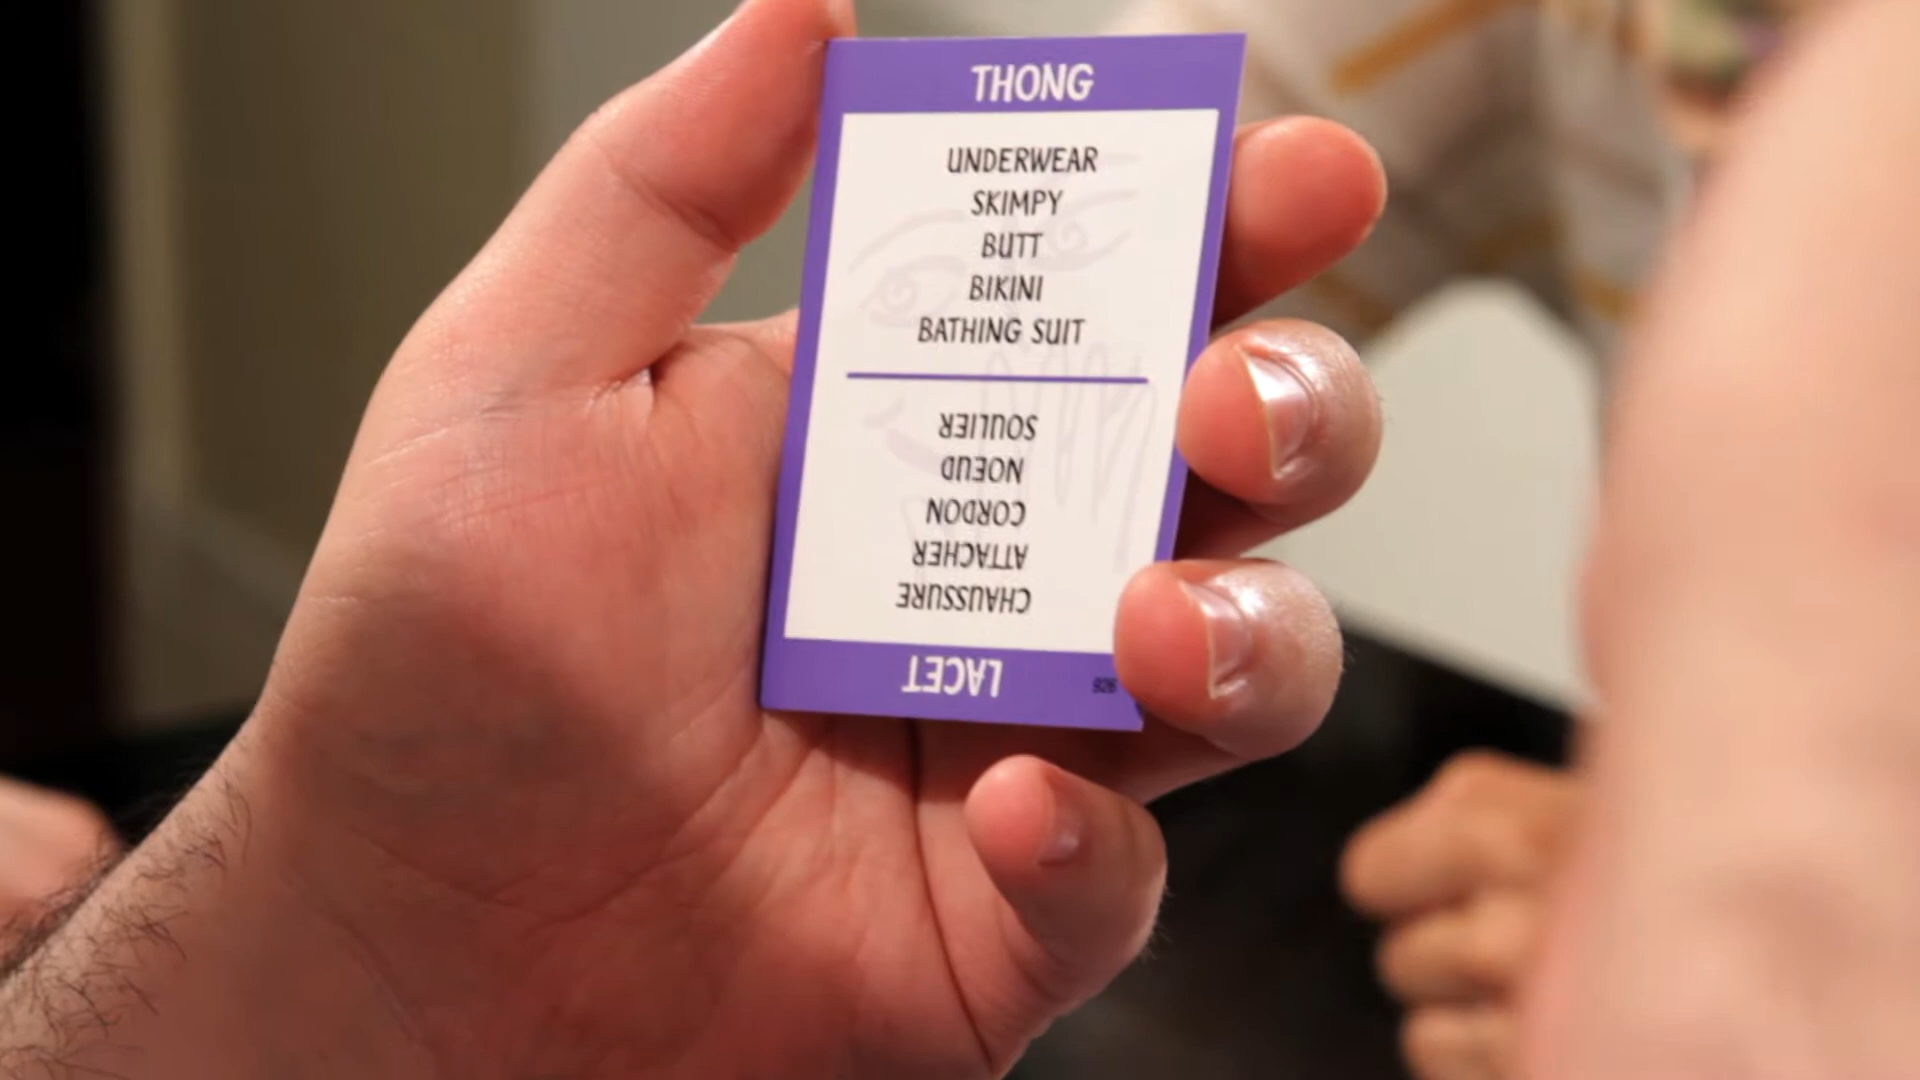 THONG
UNDERWEAR
SKIMPY
BUTT
BIKINI
BATHING SUIT
LACET
CHAUSSURE
ATTACHER
CORDON
NOEUD
SOULIER